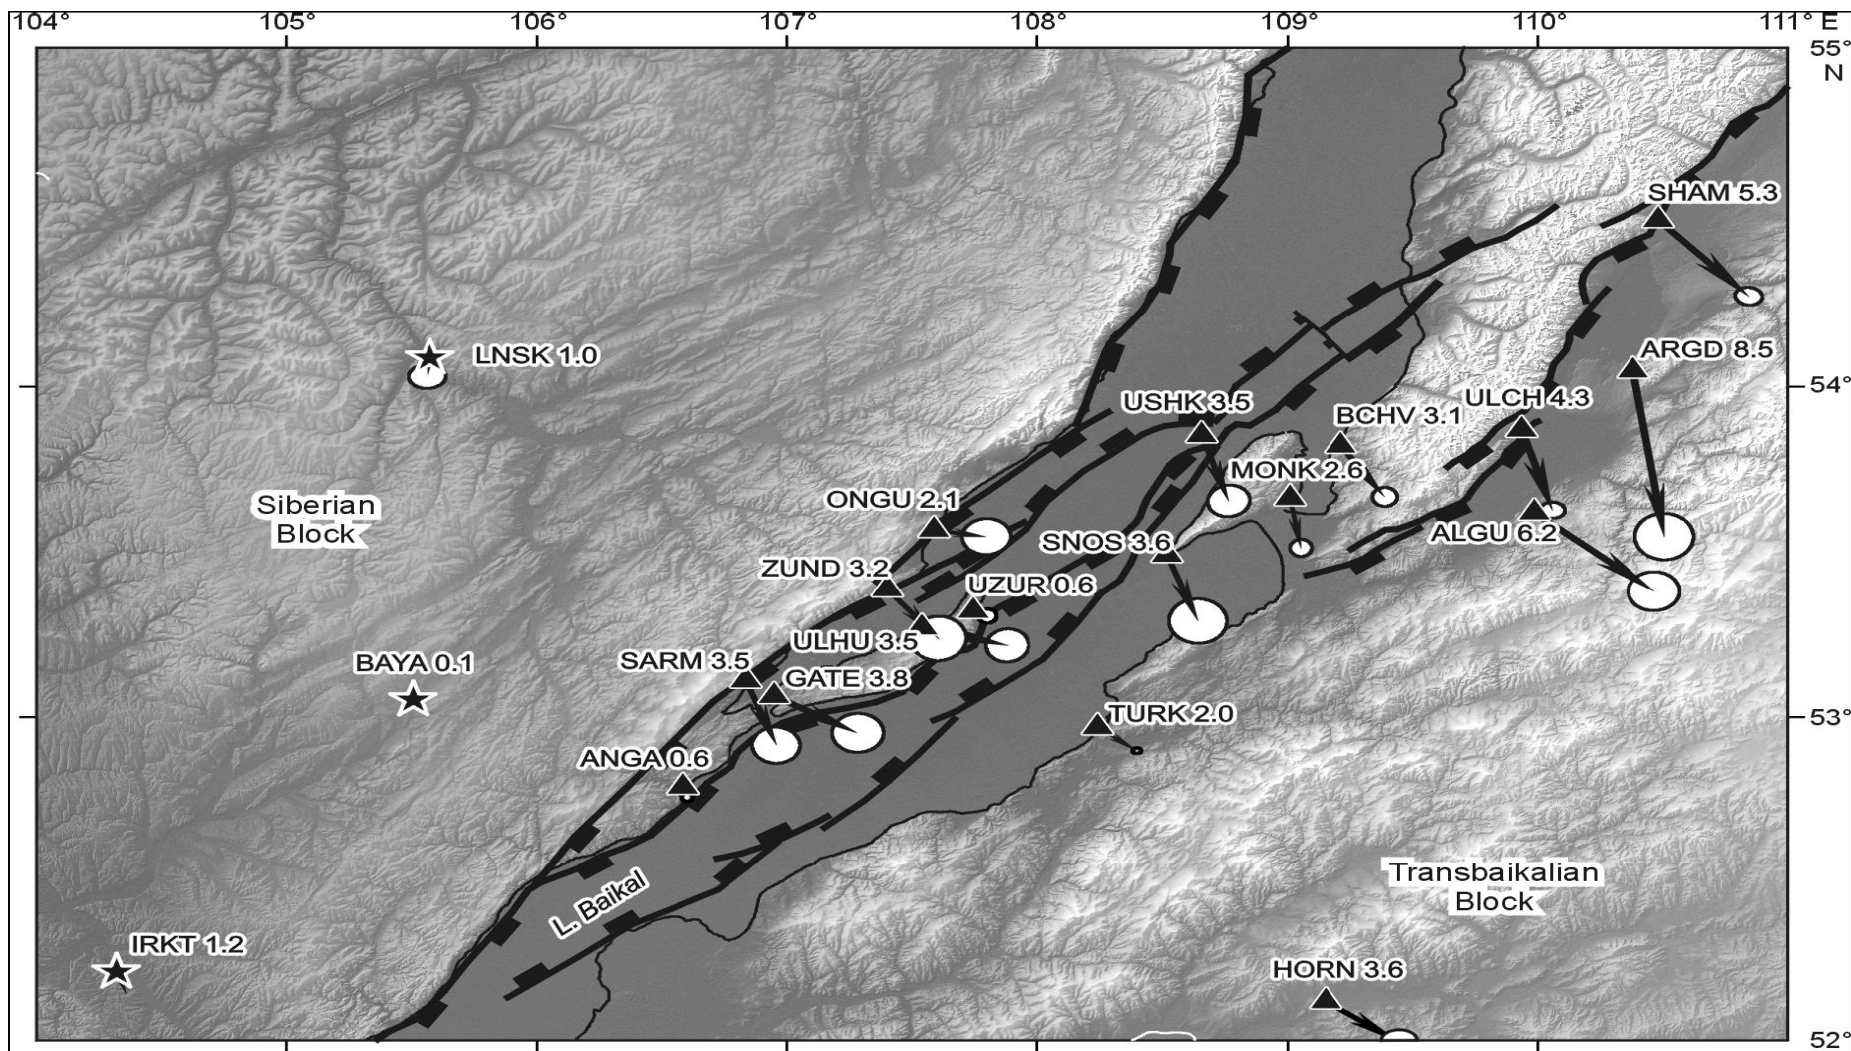 104° 105° 106° 107° 108° 109° 110° 111° E
55°
N
SHAM 5.3
LNSK 1.0
ARGD 8.5
54°
USHK 3.5
BCHV 3.1
ULCH 4.3
MONK 2.6
ONGU 2.1
Siberian
Block
SNOS 3.6
ALGU 6.2
ZUND 3.2
UZUR 0.6
ULHU 3.5
BAYA 0.1
SARM 3.5
GATE 3.8
TURK 2.0
53°
ANGA 0.6
L. Baikal
Transbaikalian
Block
IRKT 1.2
HORN 3.6
52°